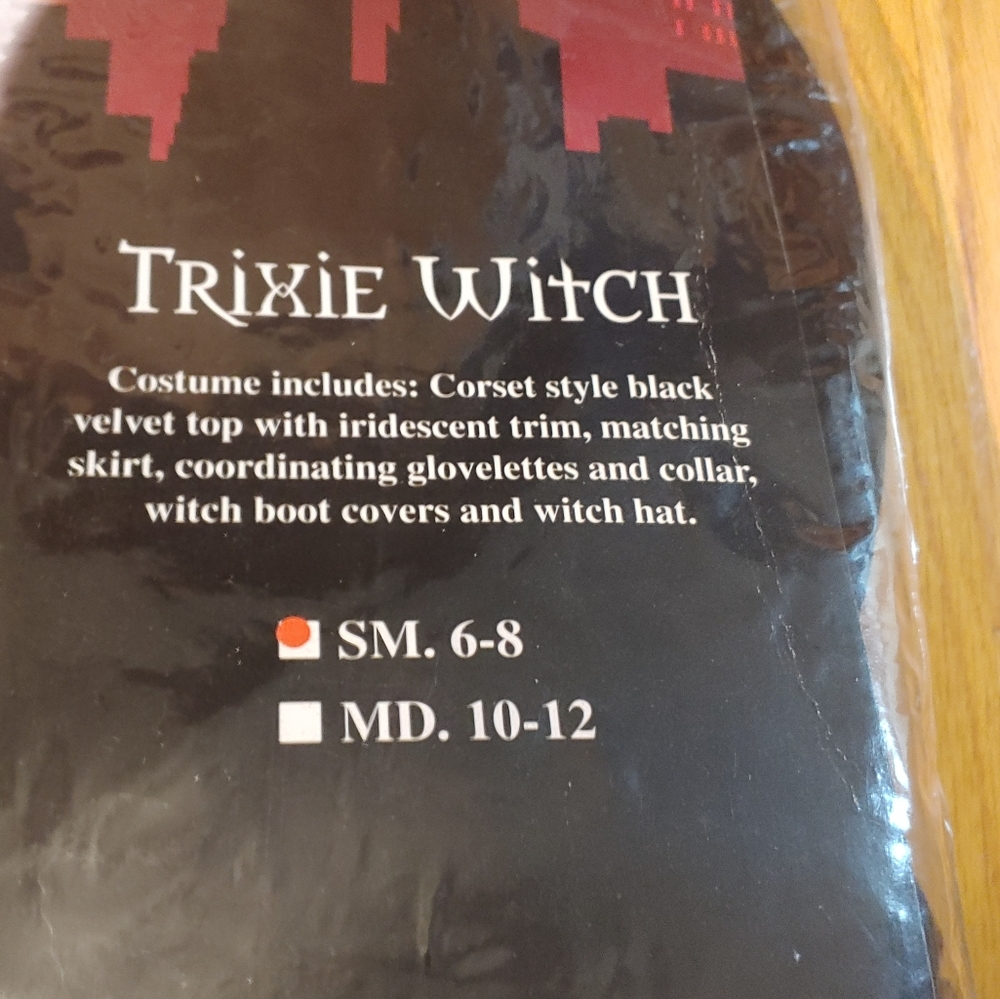 TRiXiE WitCH
Costume includes: Corset style black
velvet top with iridescent trim, matching
skirt, coordinating glovelettes and collar,
witch boot covers and witch hat.
SM. 6-8
MD. 10-12